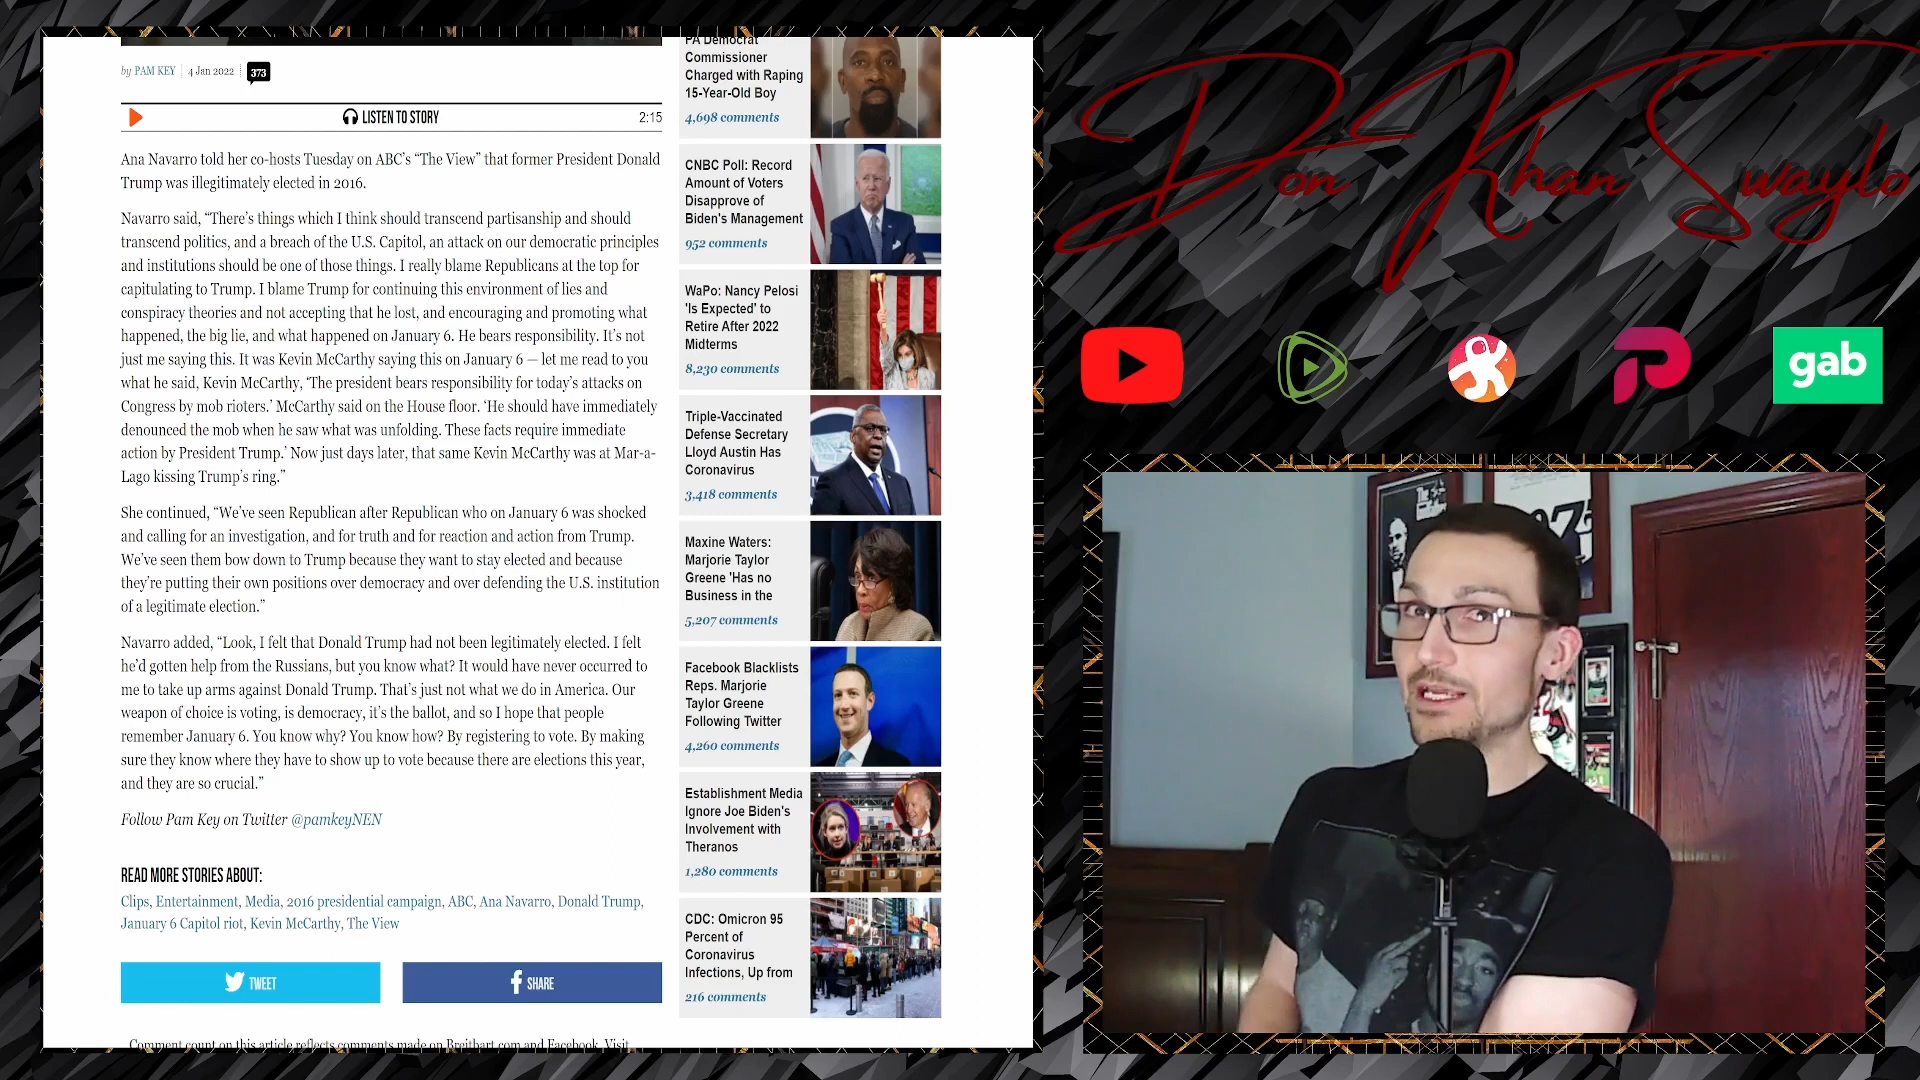 by PAM KEY 4 Jan 2022 373
LISTEN TO STORY 2:15
Ana Navarro told her co-hosts Tuesday on ABC's “The View” that former President Donald
Trump was illegitimately elected in 2016.
Navarro said, “There's things which I think should transcend partisanship and should
transcend politics, and a breach of the U.S. Capitol, an attack on our democratic principles
and institutions should be one of those things. I really blame Republicans at the top for
capitulating to Trump. I blame Trump for continuing this environment of lies and
conspiracy theories and not accepting that he lost, and encouraging and promoting what
happened, the big lie, and what happened on January 6. He bears responsibility. It's not
just me saying this. It was Kevin McCarthy saying this on January 6 — let me read to you
what he said, Kevin McCarthy, ‘The president bears responsibility for today's attacks on
Congress by mob rioters.’ McCarthy said on the House floor. ‘He should have immediately
denounced the mob when he saw what was unfolding. These facts require immediate
action by President Trump.’ Now just days later, that same Kevin McCarthy was at Mar-a-
Lago kissing Trump's ring.”
She continued, “We've seen Republican after Republican who on January 6 was shocked
and calling for an investigation, and for truth and for reaction and action from Trump.
We've seen them bow down to Trump because they want to stay elected and because
they're putting their own positions over democracy and over defending the U.S. institution
of a legitimate election.”
Navarro added, “Look, I felt that Donald Trump had not been legitimately elected. I felt
he'd gotten help from the Russians, but you know what? It would have never occurred to
me to take up arms against Donald Trump. That's just not what we do in America. Our
weapon of choice is voting, is democracy, it's the ballot, and so I hope that people
remember January 6. You know why? You know how? By registering to vote. By making
sure they know where they have to show up to vote because there are elections this year,
and they are so crucial.”
Follow Pam Key on Twitter @pamkeyNEN
READ MORE STORIES ABOUT:
Clips, Entertainment, Media, 2016 presidential campaign, ABC, Ana Navarro, Donald Trump,
January 6 Capitol riot, Kevin McCarthy, The View
TWEET
SHARE
Comment count on this article reflects comments made on Breitbart.com and Facebook. Visit
PA Democrat
Commissioner
Charged with Raping
15-Year-Old Boy
4,698 comments
CNBC Poll: Record
Amount of Voters
Disapprove of
Biden's Management
952 comments
WaPo: Nancy Pelosi
'Is Expected' to
Retire After 2022
Midterms
8,230 comments
Triple-Vaccinated
Defense Secretary
Lloyd Austin Has
Coronavirus
3,418 comments
Maxine Waters:
Marjorie Taylor
Greene 'Has no
Business in the
5,207 comments
Facebook Blacklists
Reps. Marjorie
Taylor Greene
Following Twitter
4,260 comments
Establishment Media
Ignore Joe Biden's
Involvement with
Theranos
1,280 comments
CDC: Omicron 95
Percent of
Coronavirus
Infections, Up from
216 comments
Don Khan Swaylo
gab